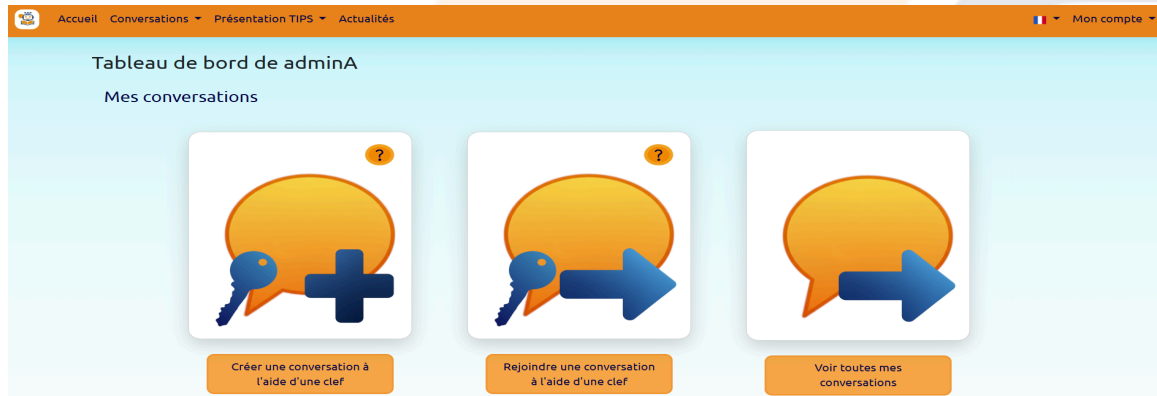 Accueil Conversations Présentation TIPS Actualités Mon compte
Tableau de bord de adminA
Mes conversations
? ?
Créer une conversation à
l'aide d'une clef
Rejoindre une conversation
à l'aide d'une clef
Voir toutes mes
conversations